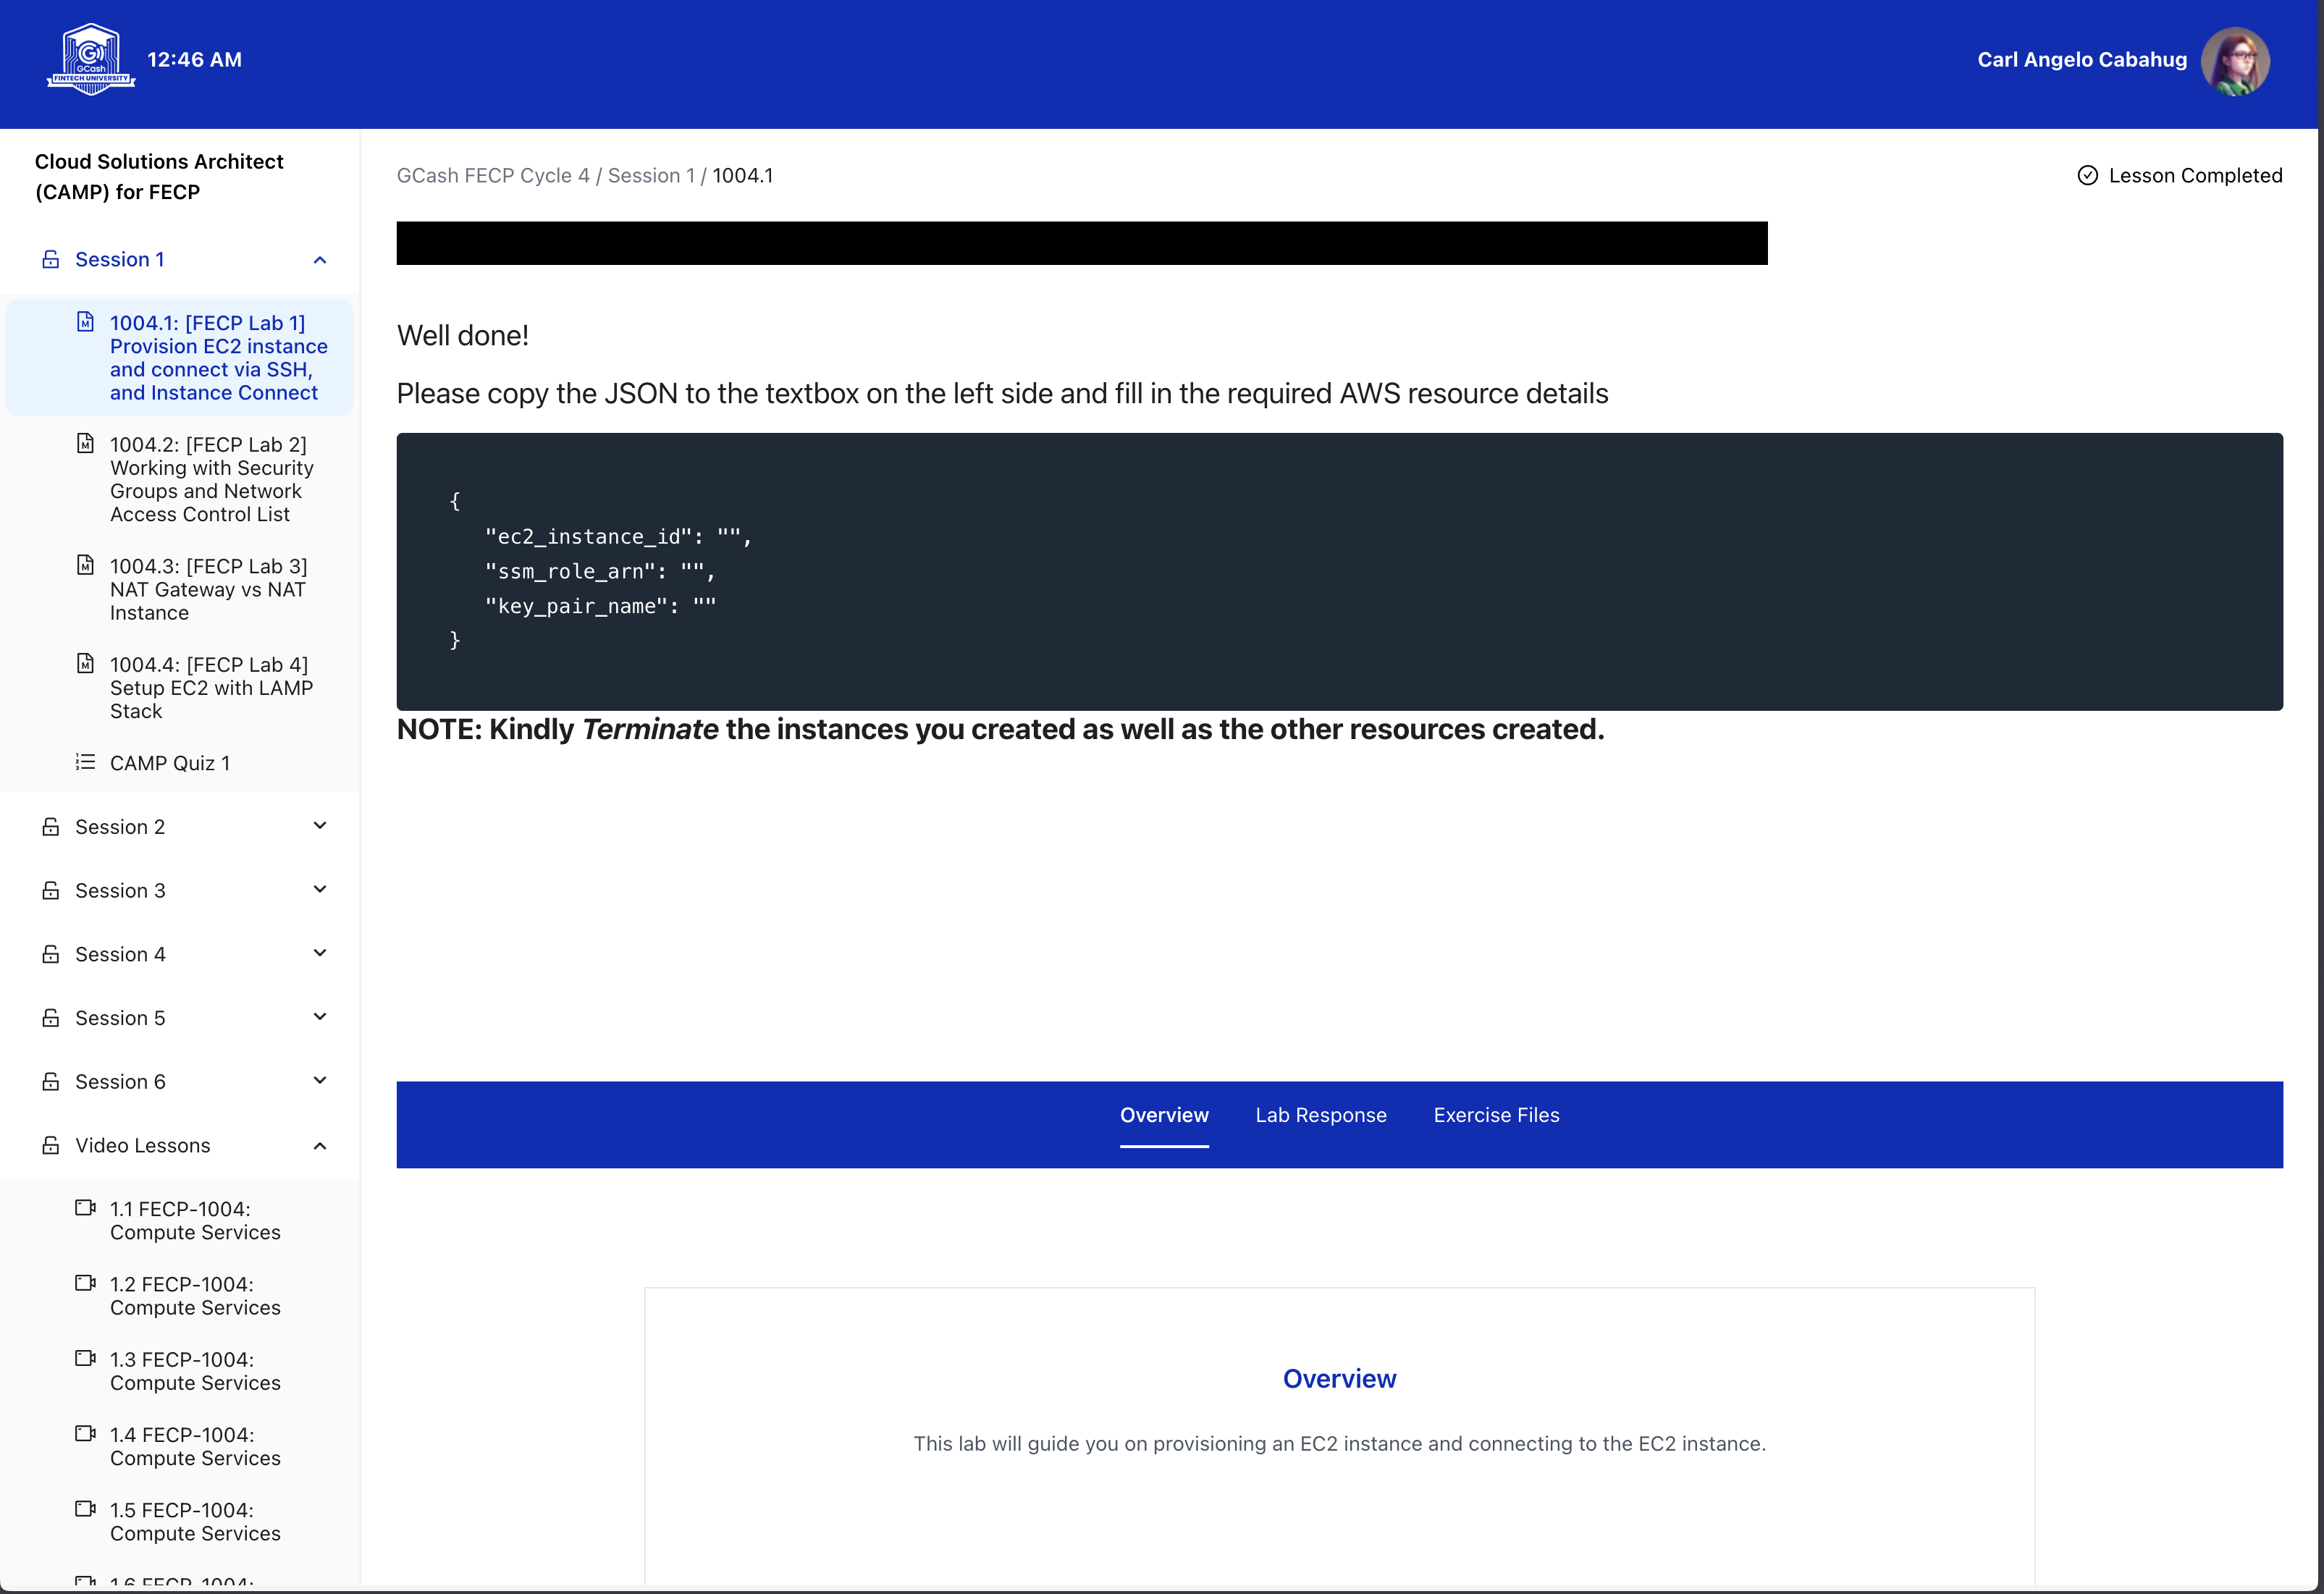 GCash
FINTECH UNIVERSITY
12:46 AM
Carl Angelo Cabahug
Cloud Solutions Architect
(CAMP) for FECP
Session 1
1004.1: [FECP Lab 1]
Provision EC2 instance
and connect via SSH,
and Instance Connect
1004.2: [FECP Lab 2]
Working with Security
Groups and Network
Access Control List
1004.3: [FECP Lab 3]
NAT Gateway vs NAT
Instance
1004.4: [FECP Lab 4]
Setup EC2 with LAMP
Stack
CAMP Quiz 1
Session 2
Session 3
Session 4
Session 5
Session 6
Video Lessons
1.1 FECP-1004:
Compute Services
1.2 FECP-1004:
Compute Services
1.3 FECP-1004:
Compute Services
1.4 FECP-1004:
Compute Services
1.5 FECP-1004:
Compute Services
1.6 FECP-1004:
GCash FECP Cycle 4 / Session 1 / 1004.1
Lesson Completed
Well done!
Please copy the JSON to the textbox on the left side and fill in the required AWS resource details
{
"ec2_instance_id": "",
"ssm_role_arn": "",
"key_pair_name": ""
}
NOTE: Kindly Terminate the instances you created as well as the other resources created.
Overview Lab Response Exercise Files
Overview
This lab will guide you on provisioning an EC2 instance and connecting to the EC2 instance.